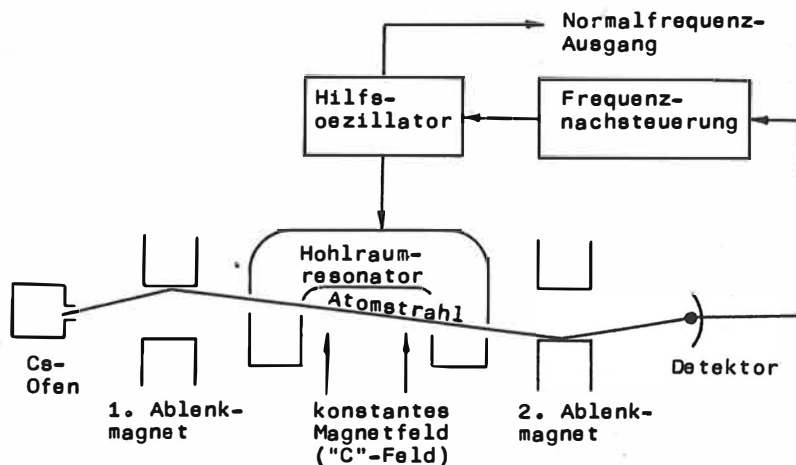 Normalfrequenz-
Ausgang
Hilfs-
oezillator
Frequenz-
nachsteuerung
Hohlraum-
resonator
Atomstrahl
Cs-
Ofen
1. Ablenk-
magnet
konstantes
Magnetfeld
("C"-Feld)
2. Ablenk-
magnet
Detektor